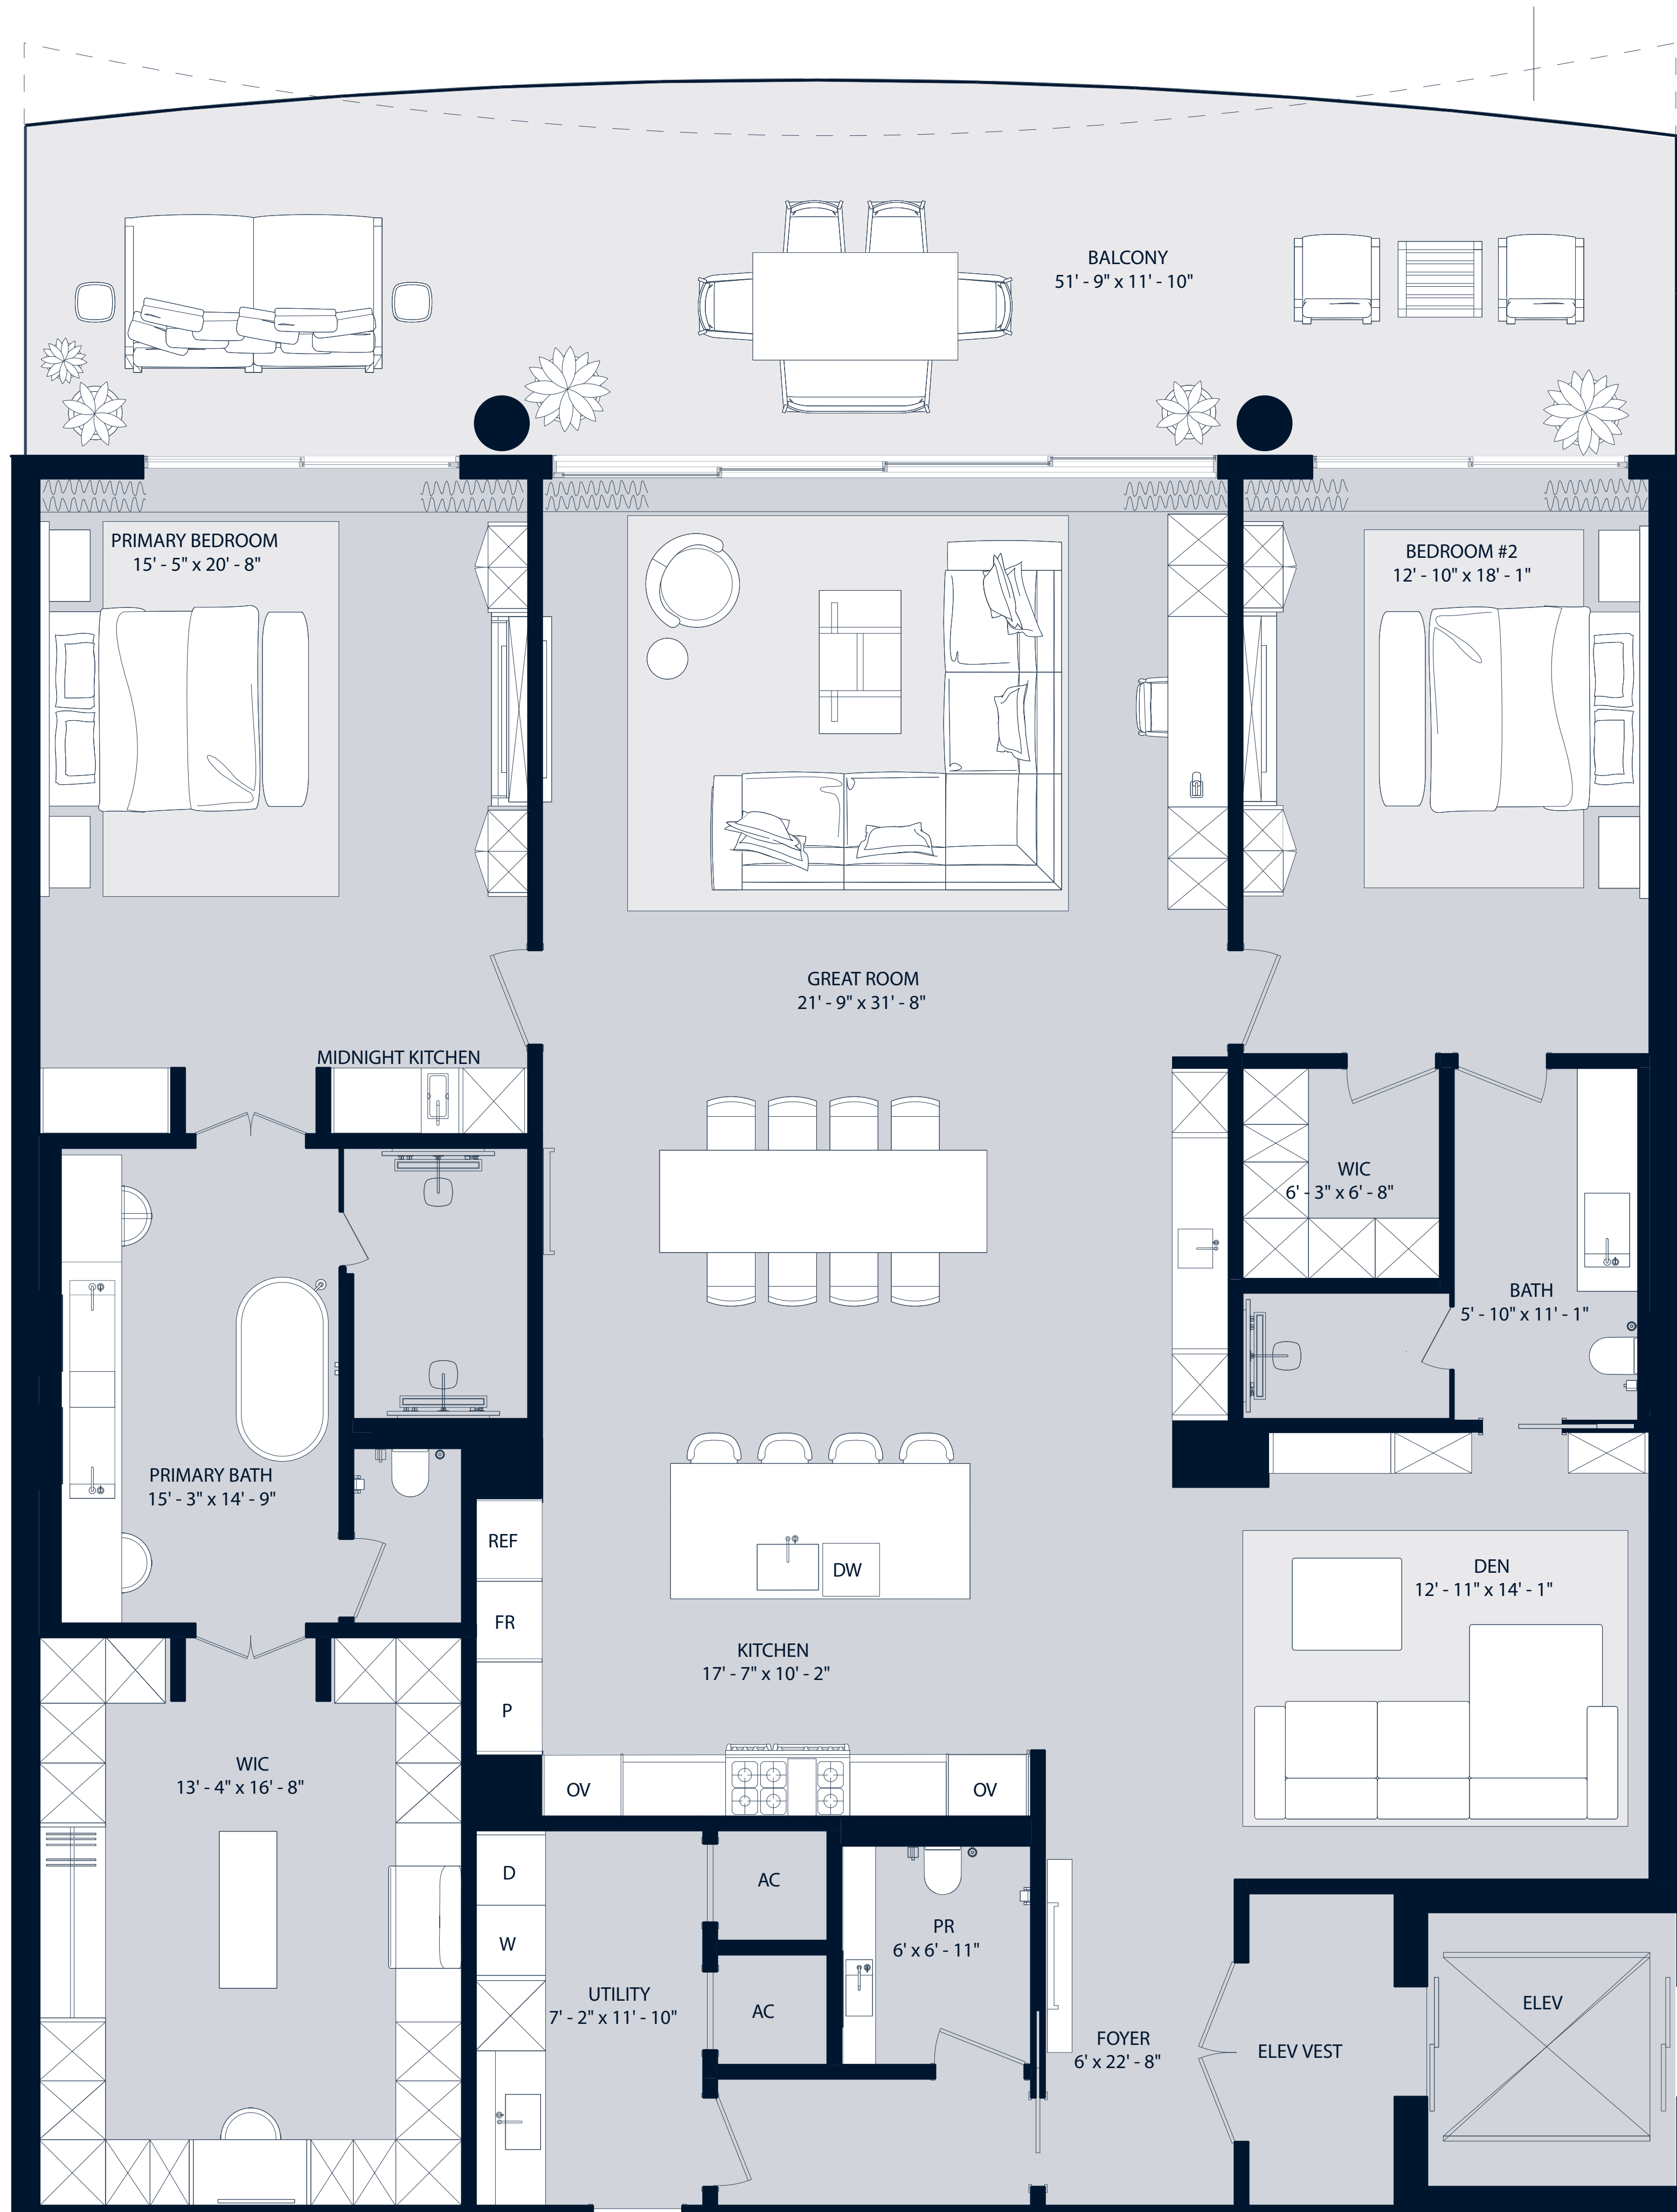 BALCONY
51' - 9" x 11' - 10"
PRIMARY BEDROOM
15' - 5" x 20' - 8"
BEDROOM #2
12' - 10" x 18' - 1"
GREAT ROOM
21' - 9" x 31' - 8"
MIDNIGHT KITCHEN
WIC
6' - 3" x 6' - 8"
BATH
5' - 10" x 11' - 1"
PRIMARY BATH
15' - 3" x 14' - 9"
REF
DW
DEN
12' - 11" x 14' - 1"
FR
KITCHEN
17' - 7" x 10' - 2"
P
WIC
13' - 4" x 16' - 8"
OV
OV
D
AC
W
PR
6' x 6' - 11"
UTILITY
7' - 2" x 11' - 10"
AC
ELEV
FOYER
6' x 22' - 8"
ELEV VEST